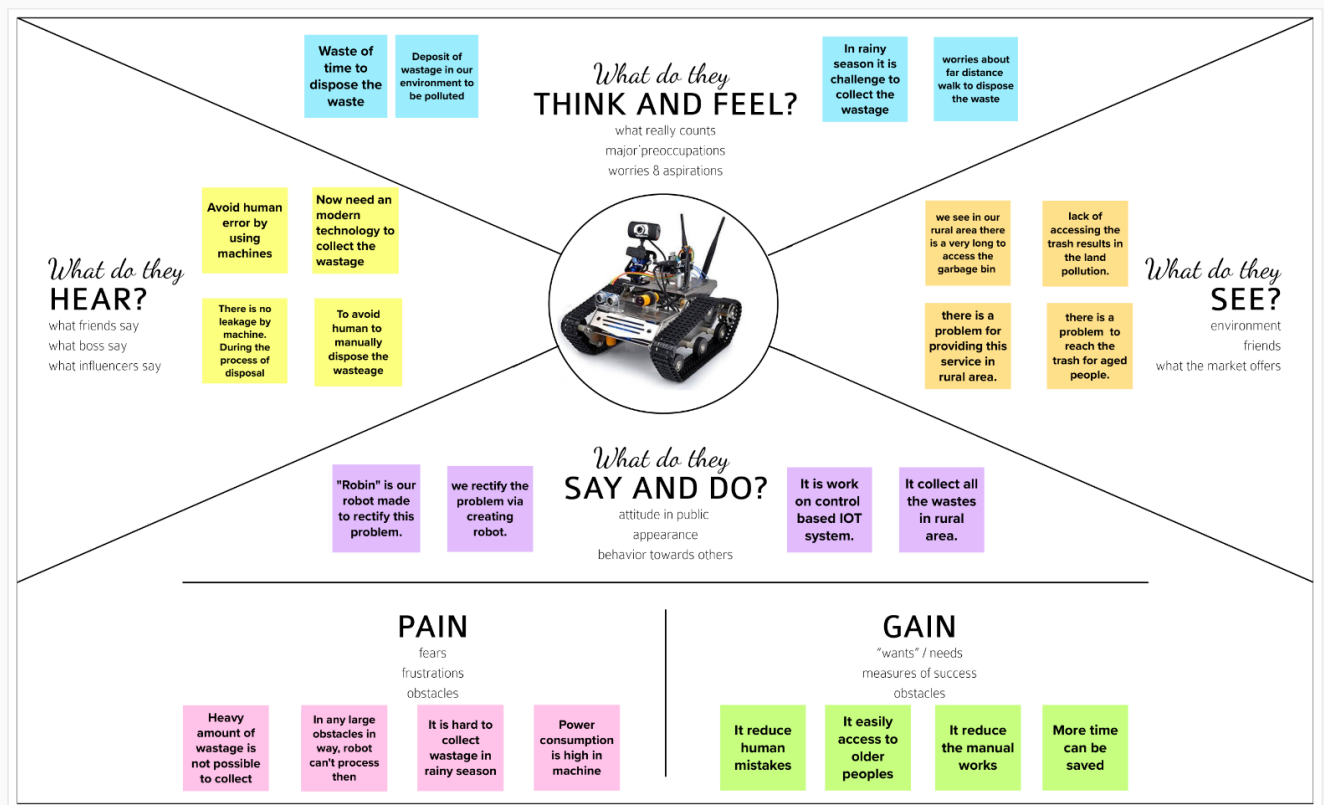 Waste of
time to
dispose the
waste
Deposit of
wastage in our
environment to
be polluted
What do they
THINK AND FEEL?
what really counts
major preoccupations
worries & aspirations
In rainy
season it is
challenge to
collect the
wastage
worries about
far distance
walk to dispose
the waste
What do they
HEAR?
what friends say
what boss say
what influencers say
Avoid human
error by
using
machines
Now need an
modern
technology to
collect the
wastage
There is no
leakage by
machine.
During the
process of
disposal
To avoid
human to
manually
dispose the
wasteage
we see in our
rural area there
is a very long to
access the
garbage bin
lack of
accessing the
trash results in
the land
pollution.
there is a
problem for
providing this
service in
rural area.
there is a
problem to
reach the
trash for aged
people.
What do they
SEE?
environment
friends
what the market offers
"Robin" is our
robot made
to rectify this
problem.
we rectify the
problem via
creating
robot.
What do they
SAY AND DO?
attitude in public
appearance
behavior towards others
It is work
on control
based IOT
system.
It collect all
the wastes
in rural
area.
PAIN
fears
frustrations
obstacles
Heavy
amount of
wastage is
not possible
to collect
In any large
obstacles in
way, robot
can't process
then
It is hard to
collect
wastage in
rainy season
Power
consumption
is high in
machine
GAIN
"wants" / needs
measures of success
obstacles
It reduce
human
mistakes
It easily
access to
older
peoples
It reduce
the manual
works
More time
can be
saved